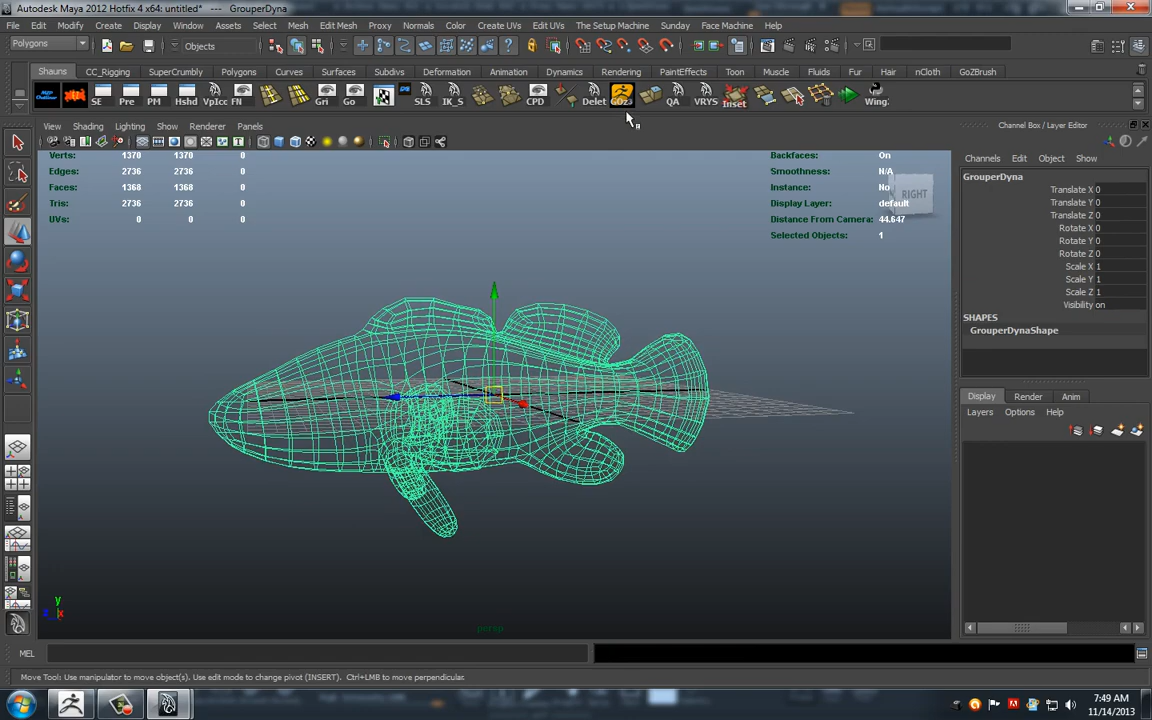 Autodesk Maya 2012 Hotfix 4 x64: untitled* --- GrouperDyna
File Edit Modify Create Display Window Assets Select Mesh Edit Mesh Proxy Normals Color Create UVs Edit UVs The Setup Machine Sunday Face Machine Help
Polygons Objects
Shauns CC_Rigging SuperCrumbly Polygons Curves Surfaces Subdivs Deformation Animation Dynamics Rendering PaintEffects Toon Muscle Fluids Fur Hair nCloth GoZBrush
SE Pre PM Hshd VpIcc FN Gri Go SLS IK_S CPD Delet GOz3 QA VRYS Inset Wing
View Shading Lighting Show Renderer Panels
Channel Box / Layer Editor
Channels Edit Object Show
Verts: 1370 1370 0
Edges: 2736 2736 0
Faces: 1368 1368 0
Tris: 2736 2736 0
UVs: 0 0 0
Backfaces: On
Smoothness: N/A
Instance: No
Display Layer: default
Distance From Camera: 44.647
Selected Objects: 1
RIGHT
GrouperDyna
Translate X 0
Translate Y 0
Translate Z 0
Rotate X 0
Rotate Y 0
Rotate Z 0
Scale X 1
Scale Y 1
Scale Z 1
Visibility on
SHAPES
GrouperDynaShape
Display Render Anim
Layers Options Help
y
z x
persp
MEL
Move Tool: Use manipulator to move object(s). Use edit mode to change pivot (INSERT). Ctrl+LMB to move perpendicular.
7:49 AM
11/14/2013